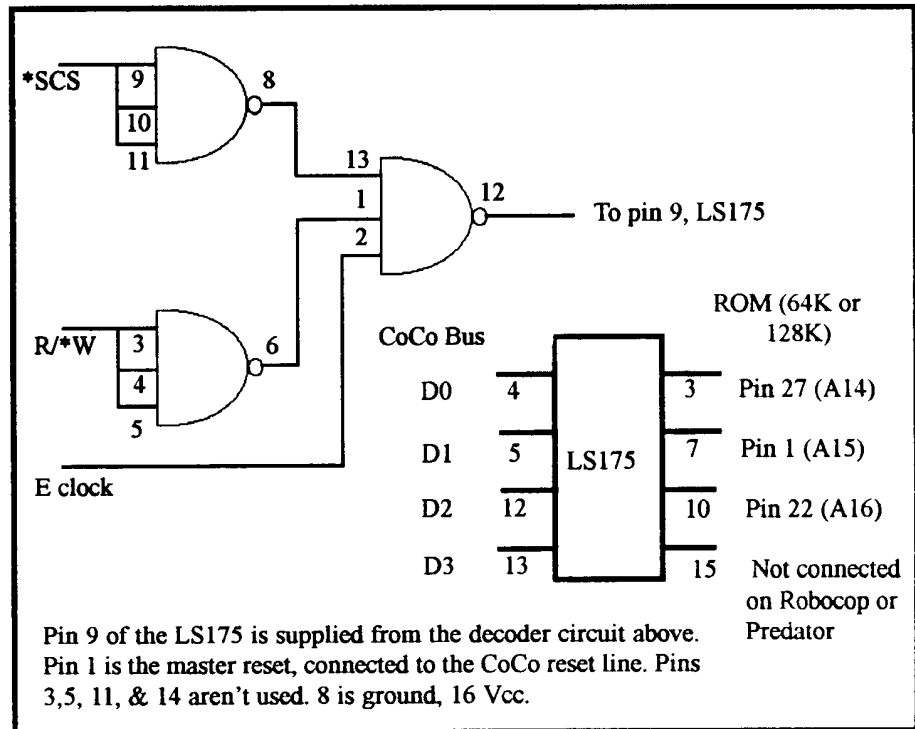 *SCS
9
10
11
8
13
1
2
12
To pin 9, LS175
R/*W
3
4
5
6
E clock
CoCo Bus
ROM (64K or
128K)
D0
4
3
Pin 27 (A14)
D1
5
LS175
7
Pin 1 (A15)
D2
12
10
Pin 22 (A16)
D3
13
15
Not connected
on Robocop or
Predator
Pin 9 of the LS175 is supplied from the decoder circuit above.
Pin 1 is the master reset, connected to the CoCo reset line. Pins
3,5, 11, & 14 aren't used. 8 is ground, 16 Vcc.